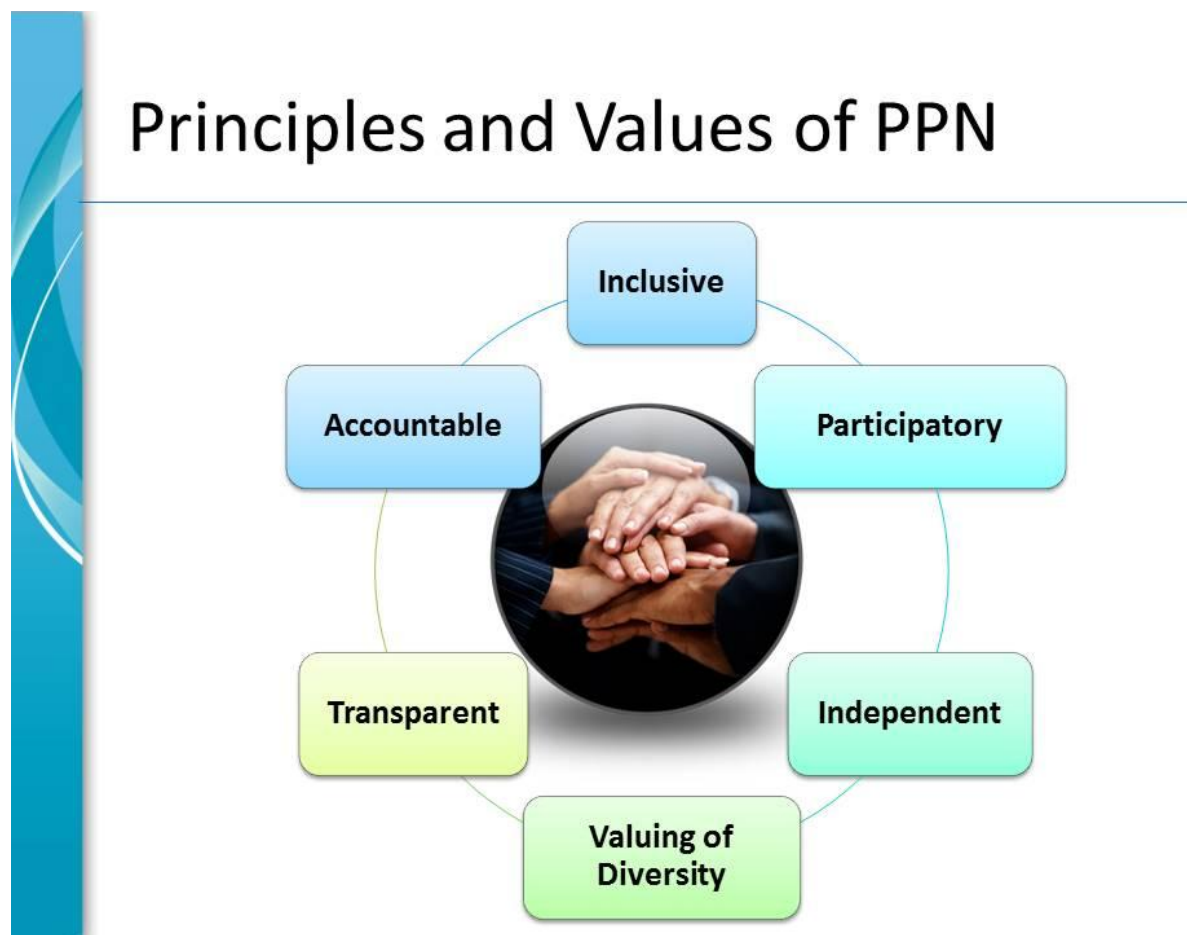 Principles and Values of PPN
Inclusive
Accountable
Participatory
Transparent
Independent
Valuing of
Diversity